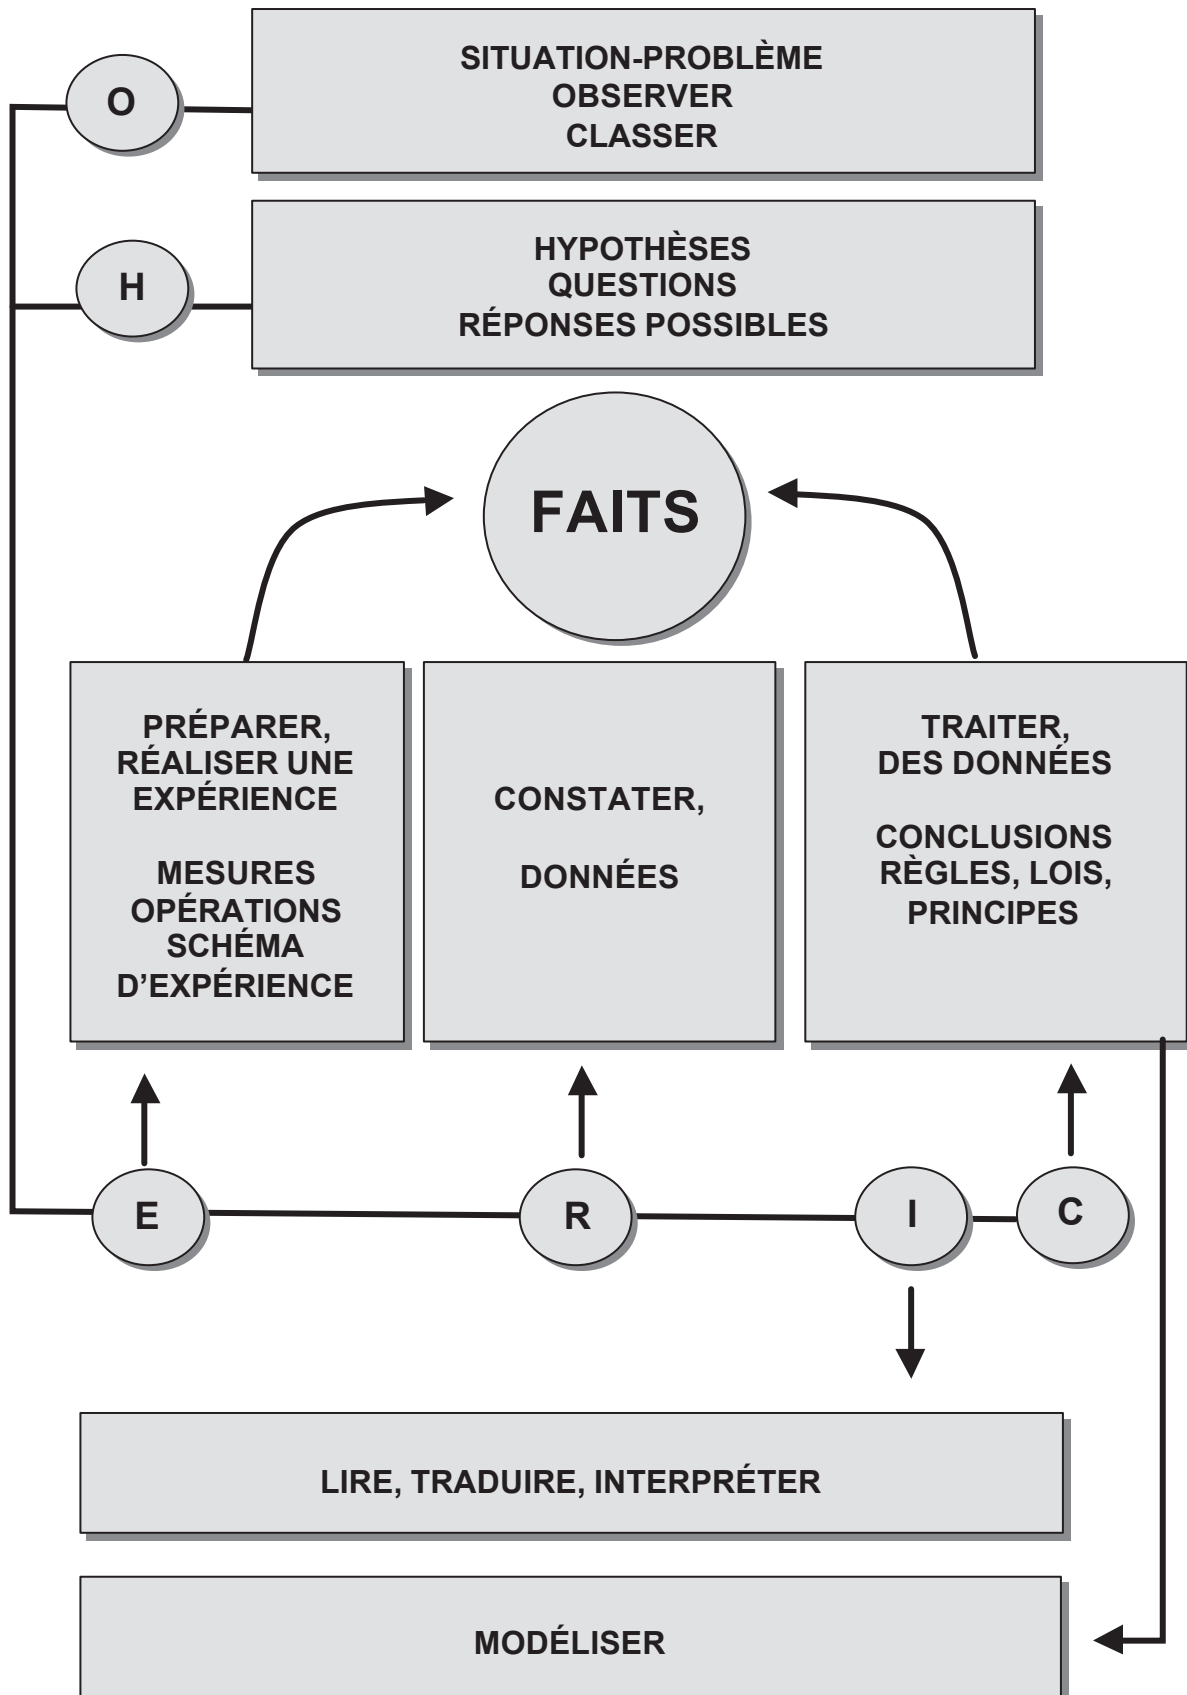 O
SITUATION-PROBLÈME
OBSERVER
CLASSER
H
HYPOTHÈSES
QUESTIONS
RÉPONSES POSSIBLES
FAITS
PRÉPARER,
RÉALISER UNE
EXPÉRIENCE
MESURES
OPÉRATIONS
SCHÉMA
D’EXPÉRIENCE
CONSTATER,
DONNÉES
TRAITER,
DES DONNÉES
CONCLUSIONS
RÈGLES, LOIS,
PRINCIPES
E
R
I
C
LIRE, TRADUIRE, INTERPRÉTER
MODÉLISER